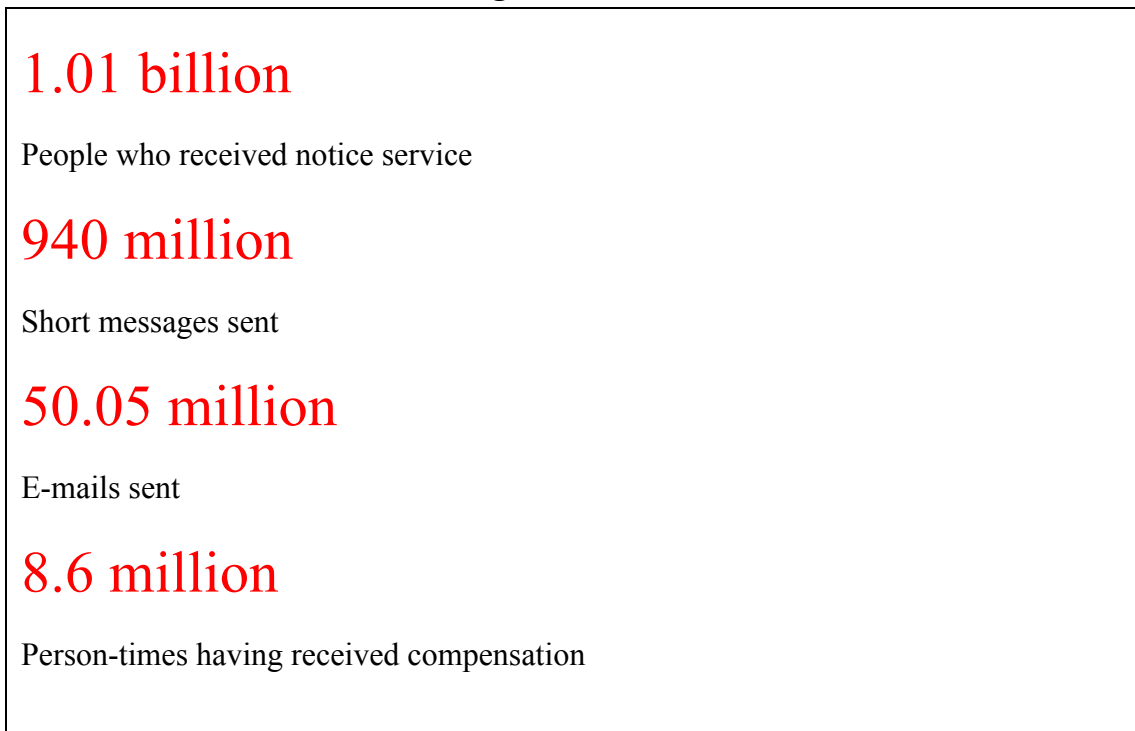 1.01 billion
People who received notice service
940 million
Short messages sent
50.05 million
E-mails sent
8.6 million
Person-times having received compensation